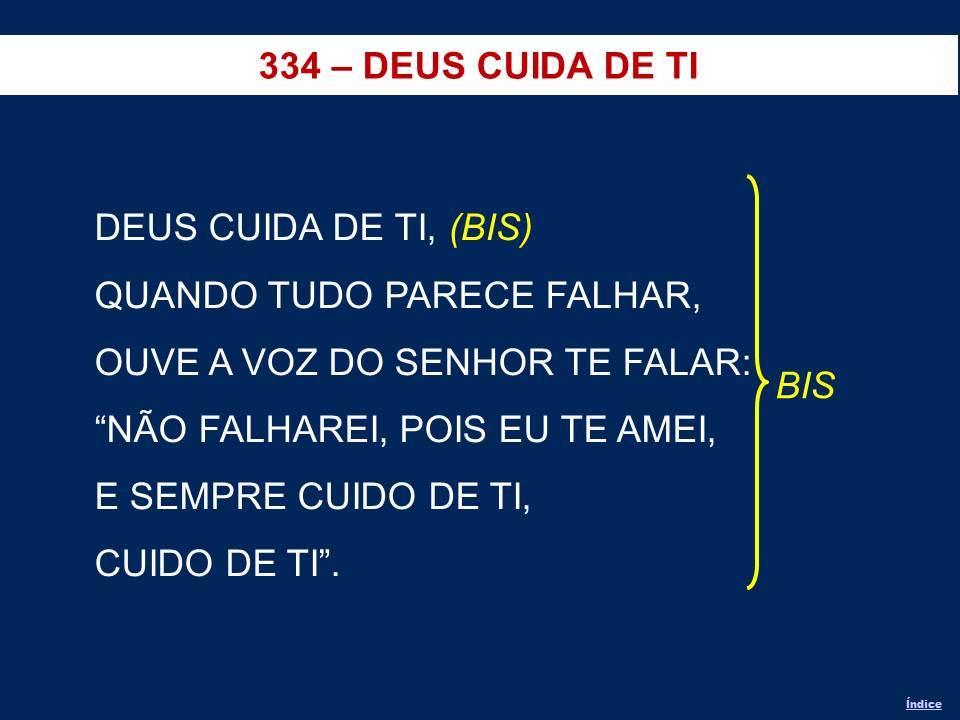 334 – DEUS CUIDA DE TI
DEUS CUIDA DE TI, (BIS)
QUANDO TUDO PARECE FALHAR,
OUVE A VOZ DO SENHOR TE FALAR:
“NÃO FALHAREI, POIS EU TE AMEI,
E SEMPRE CUIDO DE TI,
CUIDO DE TI”.
BIS
Índice